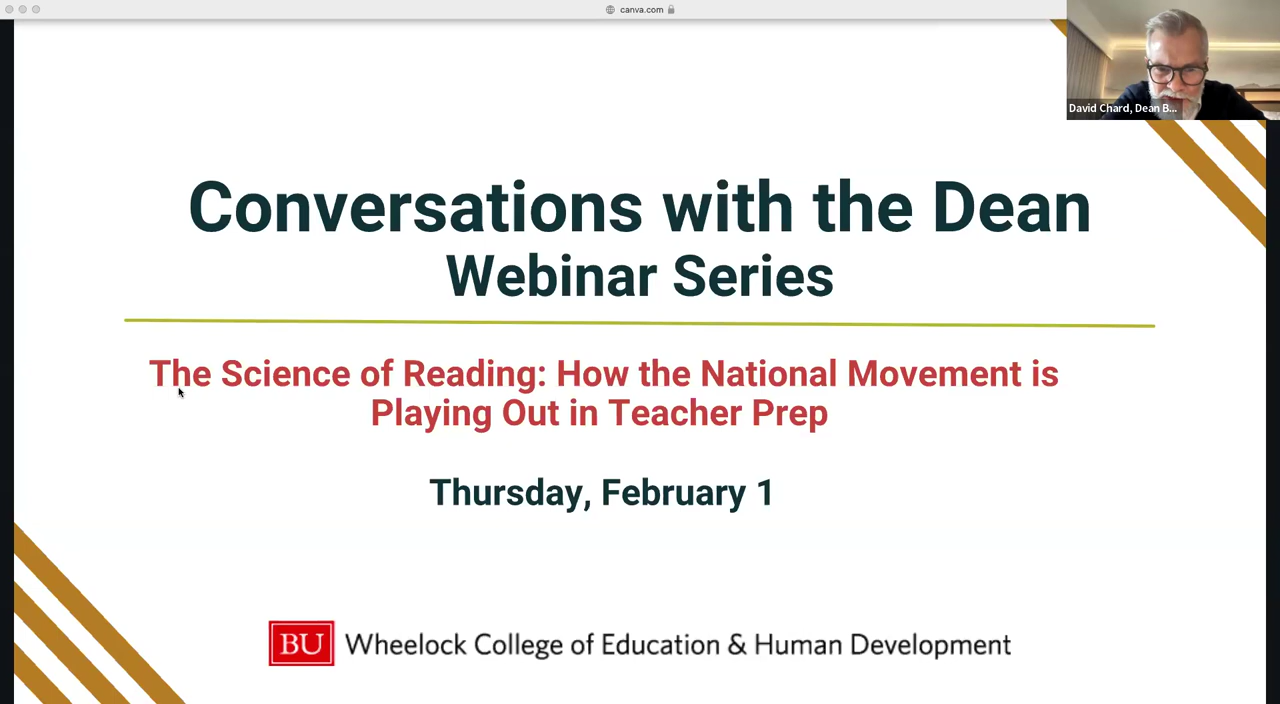 canva.com
David Chard, Dean B...
Conversations with the Dean
Webinar Series
The Science of Reading: How the National Movement is
Playing Out in Teacher Prep
Thursday, February 1
BU Wheelock College of Education & Human Development